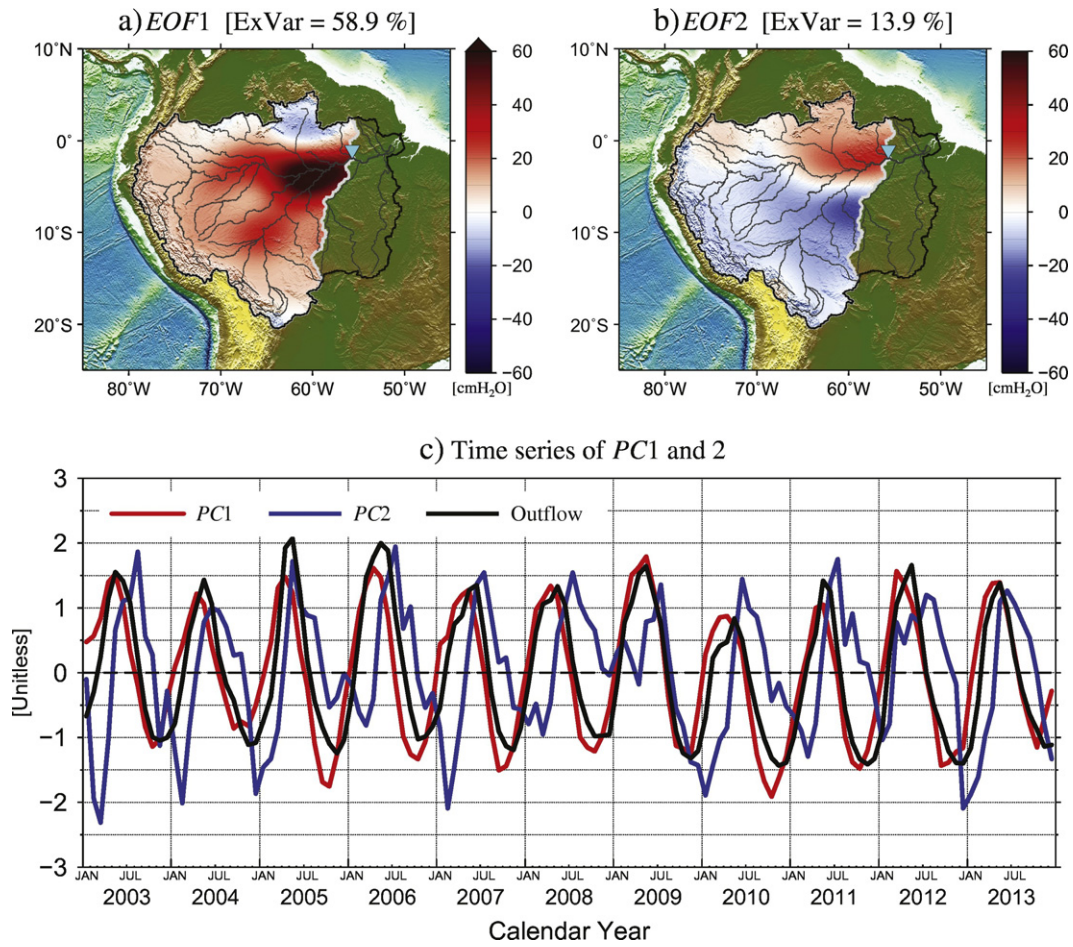 a) EOF1 [ExVar = 58.9 %]
b) EOF2 [ExVar = 13.9 %]
10°N
0°
10°S
20°S
80°W 70°W 60°W 50°W
60
40
20
0
−20
−40
−60
[cmH₂O]
10°N
0°
10°S
20°S
80°W 70°W 60°W 50°W
60
40
20
0
−20
−40
−60
[cmH₂O]
c) Time series of PC1 and 2
[Unitless]
3
2
1
0
−1
−2
−3
PC1 PC2 Outflow
JAN JUL JAN JUL JAN JUL JAN JUL JAN JUL JAN JUL JAN JUL JAN JUL JAN JUL JAN JUL JAN JUL
2003 2004 2005 2006 2007 2008 2009 2010 2011 2012 2013
Calendar Year